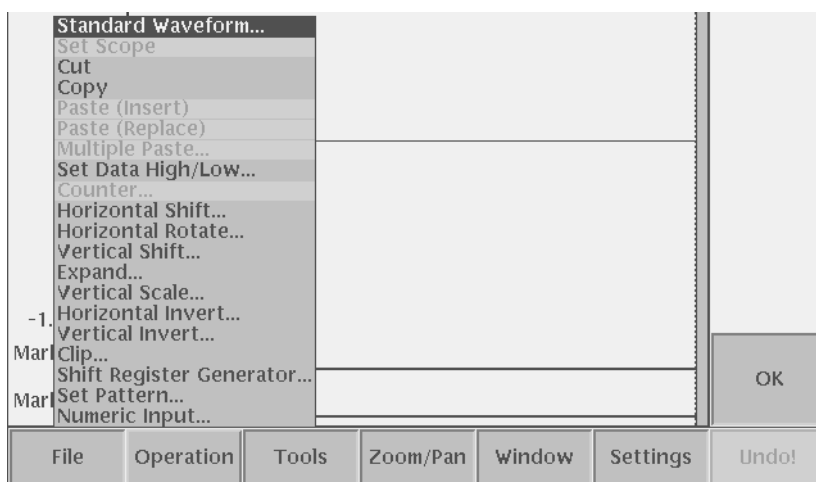 Standard Waveform...
Set Scope
Cut
Copy
Paste (Insert)
Paste (Replace)
Multiple Paste...
Set Data High/Low...
Counter...
Horizontal Shift...
Horizontal Rotate...
Vertical Shift...
Expand...
Vertical Scale...
-1. Horizontal Invert...
Vertical Invert...
Mark Clip...
Shift Register Generator...
OK
Mark Set Pattern...
Numeric Input...
File Operation Tools Zoom/Pan Window Settings Undo!